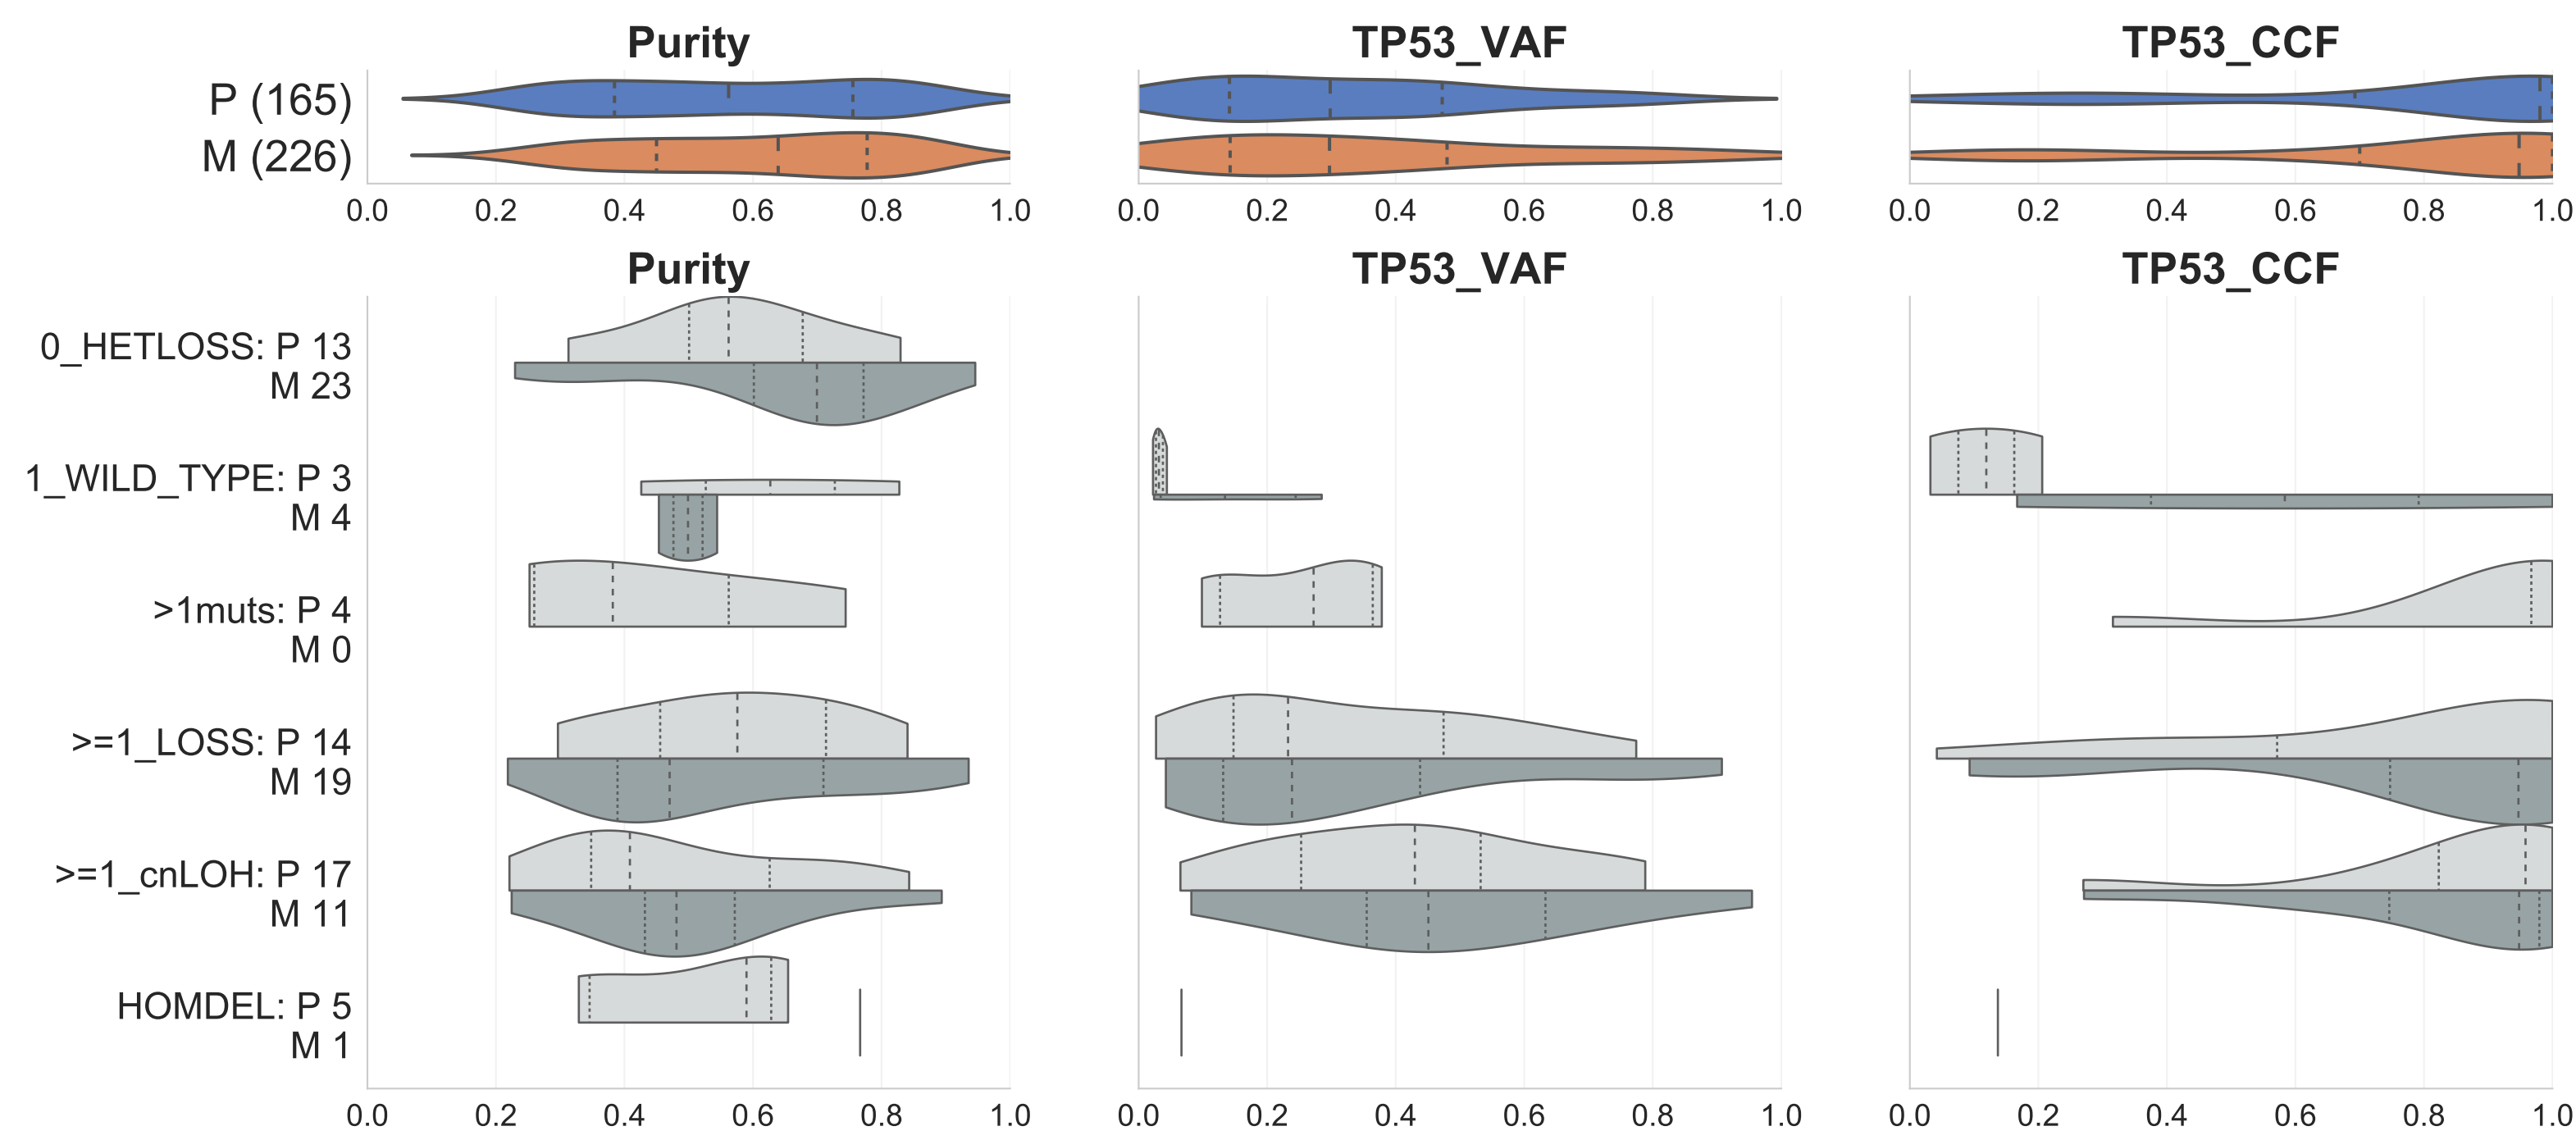 Purity TP53_VAF TP53_CCF
P (165)
M (226)
0.0 0.2 0.4 0.6 0.8 1.0 0.0 0.2 0.4 0.6 0.8 1.0 0.0 0.2 0.4 0.6 0.8 1.0
Purity TP53_VAF TP53_CCF
0_HETLOSS: P 13
M 23
1_WILD_TYPE: P 3
M 4
>1muts: P 4
M 0
>=1_LOSS: P 14
M 19
>=1_cnLOH: P 17
M 11
HOMDEL: P 5
M 1
0.0 0.2 0.4 0.6 0.8 1.0 0.0 0.2 0.4 0.6 0.8 1.0 0.0 0.2 0.4 0.6 0.8 1.0